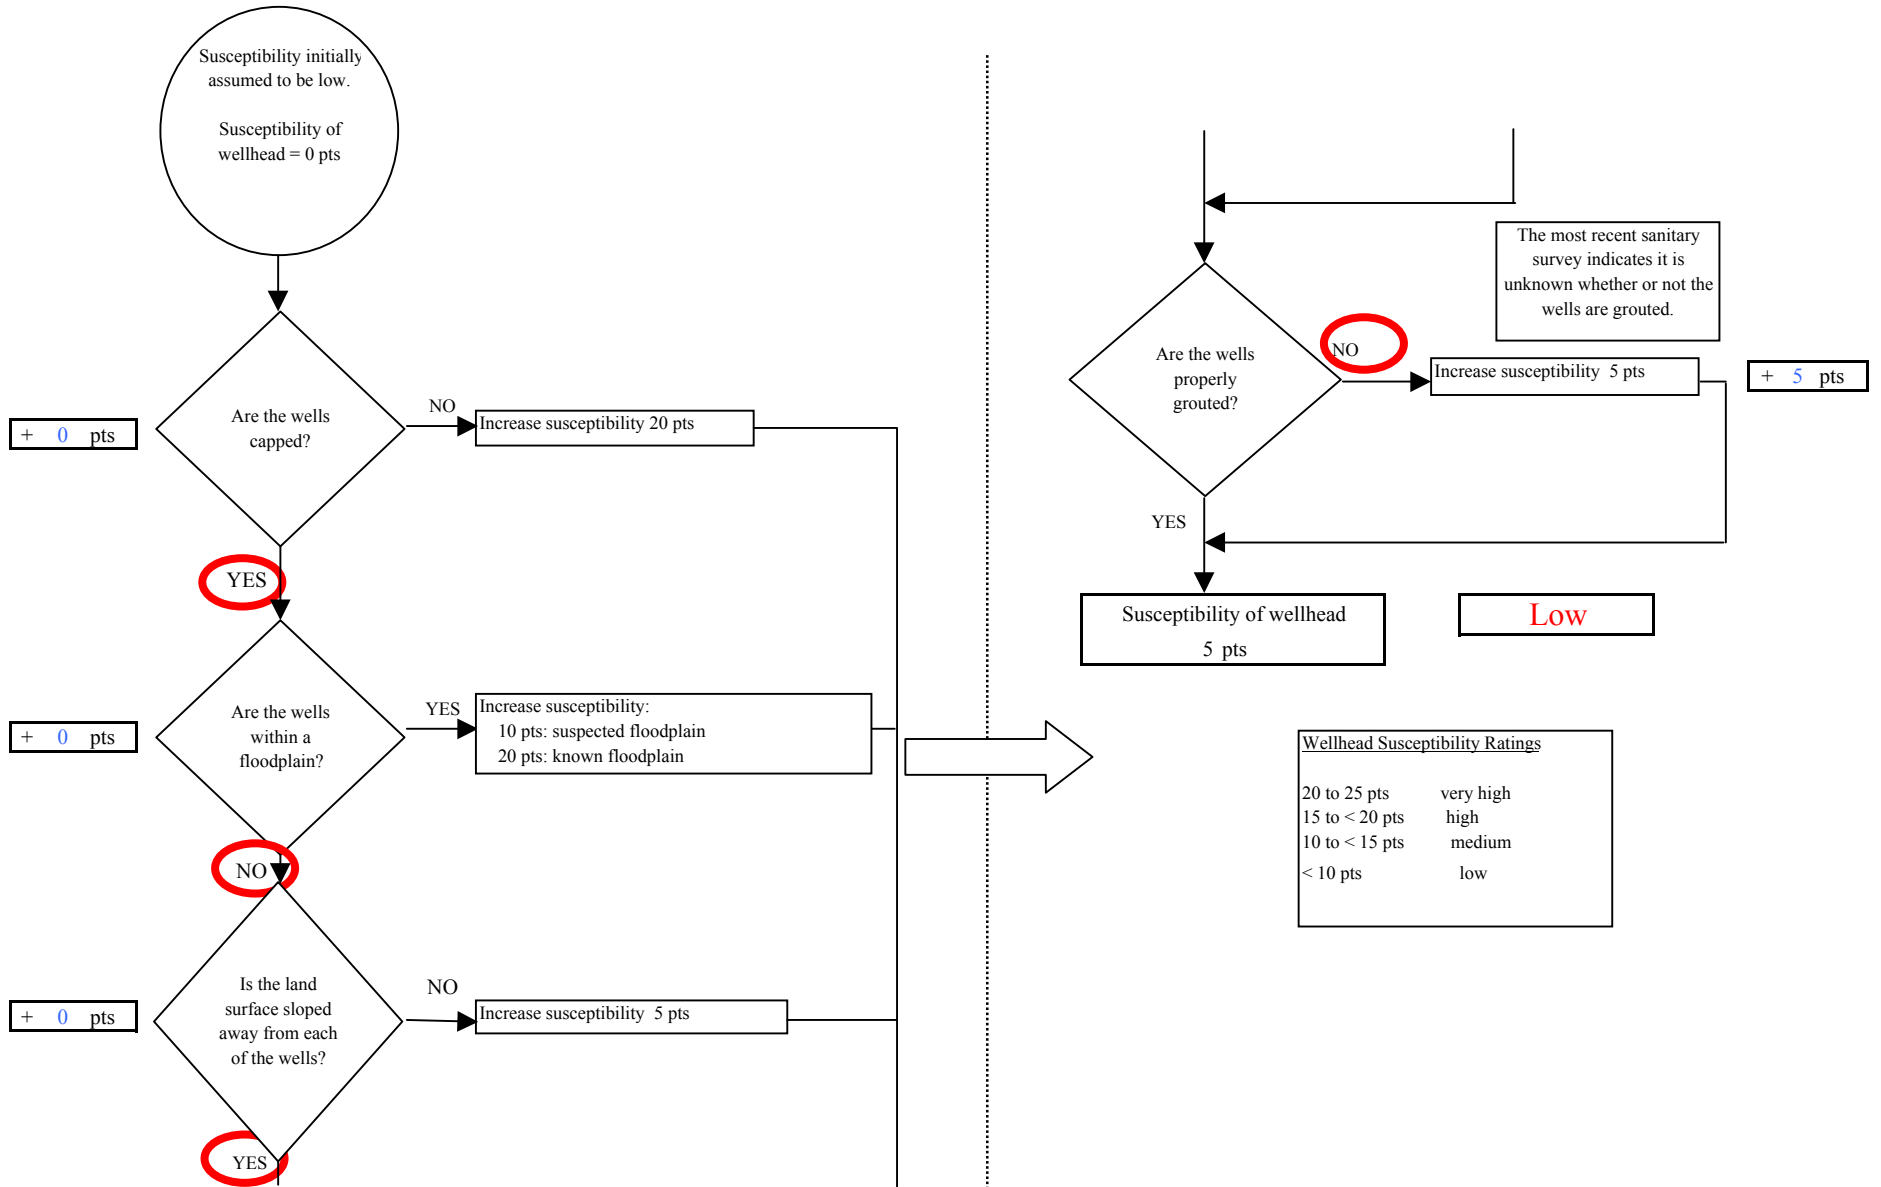 Susceptibility initially
assumed to be low.
Susceptibility of
wellhead = 0 pts
Are the wells
capped?
NO
Increase susceptibility 20 pts
+ 0 pts
YES
Are the wells
within a
floodplain?
YES
Increase susceptibility:
10 pts: suspected floodplain
20 pts: known floodplain
+ 0 pts
NO
Is the land
surface sloped
away from each
of the wells?
NO
Increase susceptibility 5 pts
+ 0 pts
YES
The most recent sanitary
survey indicates it is
unknown whether or not the
wells are grouted.
Are the wells
properly
grouted?
NO
Increase susceptibility 5 pts
+ 5 pts
YES
Susceptibility of wellhead
5 pts
Low
Wellhead Susceptibility Ratings
20 to 25 pts very high
15 to < 20 pts high
10 to < 15 pts medium
< 10 pts low